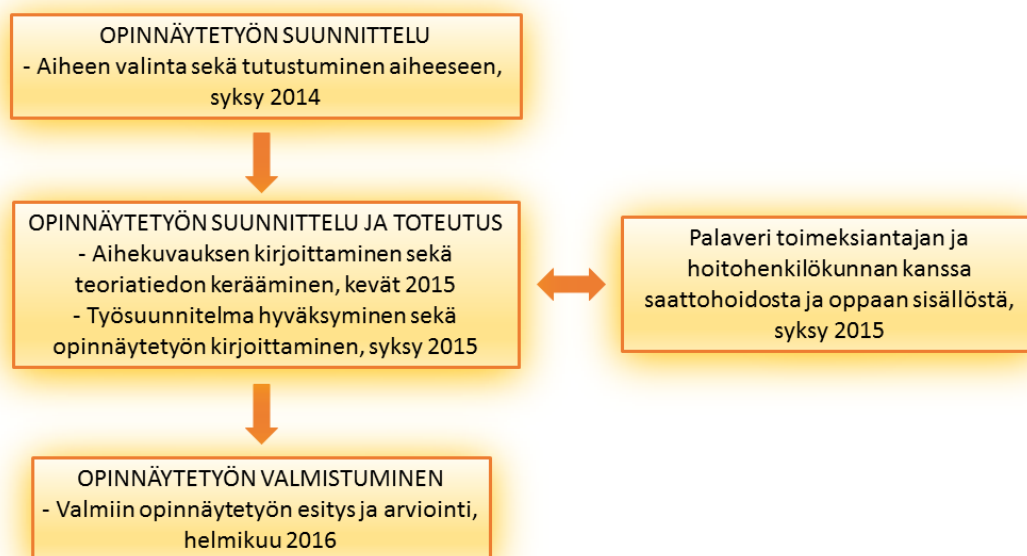 OPINNÄYTETYÖN SUUNNITTELU
- Aiheen valinta sekä tutustuminen aiheeseen,
syksy 2014
OPINNÄYTETYÖN SUUNNITTELU JA TOTEUTUS
- Aihekuvauksen kirjoittaminen sekä
teoriatiedon kerääminen, kevät 2015
- Työsuunnitelma hyväksyminen sekä
opinnäytetyön kirjoittaminen, syksy 2015
Palaveri toimeksiantajan ja
hoitohenkilökunnan kanssa
saattohoidosta ja oppaan sisällöstä,
syksy 2015
OPINNÄYTETYÖN VALMISTUMINEN
- Valmiin opinnäytetyön esitys ja arviointi,
helmikuu 2016